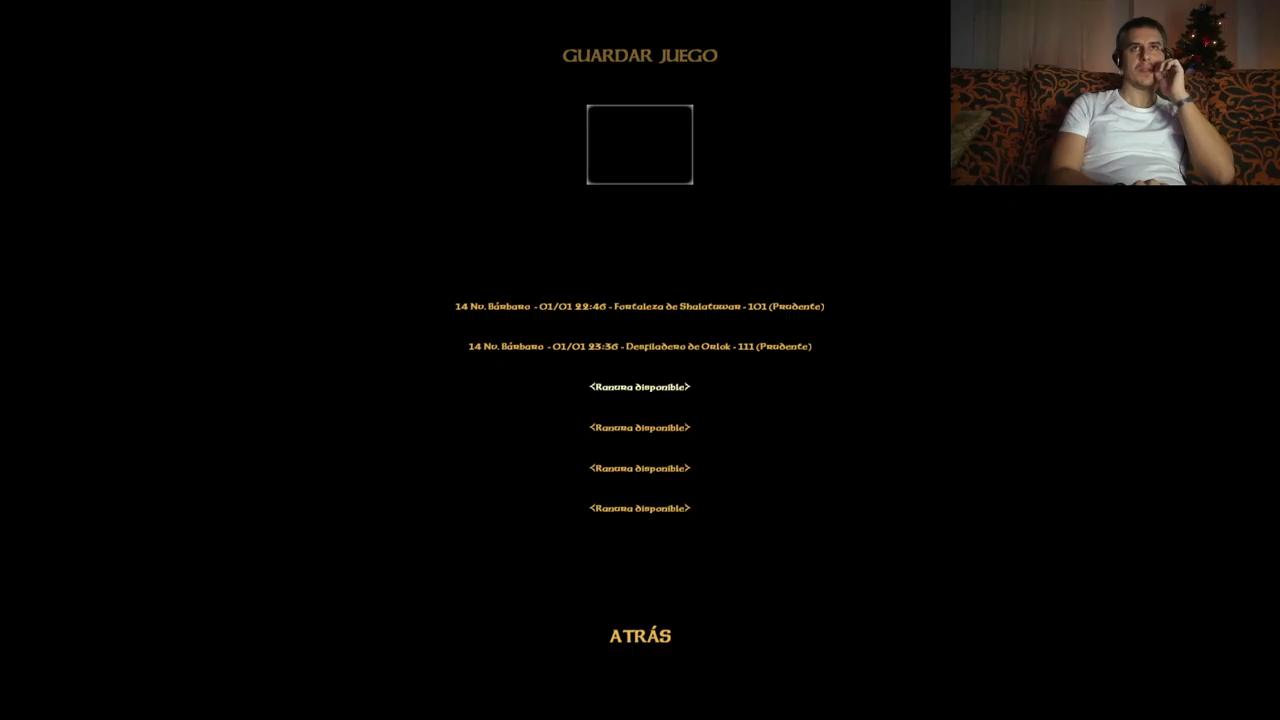 GUARDAR JUEGO
14 Nv. Bárbaro - 01/01 22:46 - Fortaleza de Shalatuwar - 101 (Prudente)
14 Nv. Bárbaro - 01/01 23:36 - Desfiladero de Orlok - 111 (Prudente)
<Ranura disponible>
<Ranura disponible>
<Ranura disponible>
<Ranura disponible>
ATRÁS